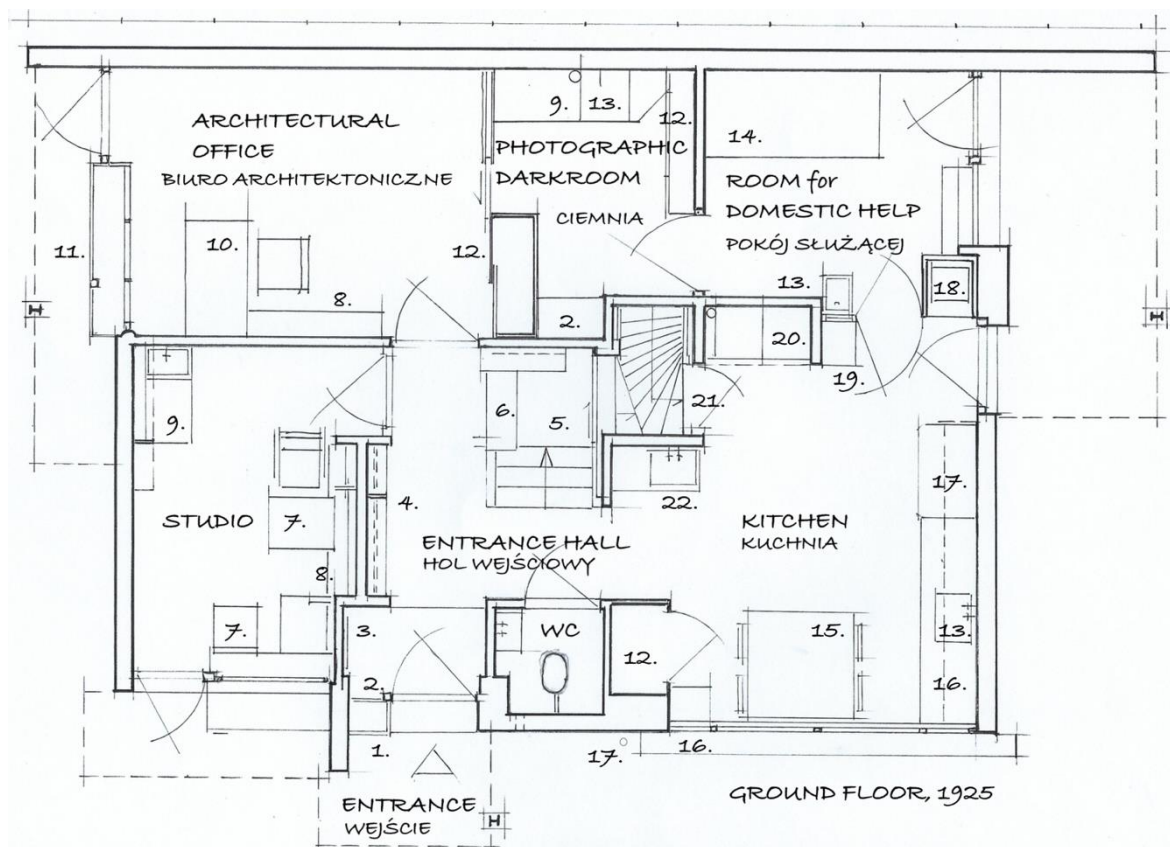 ARCHITECTURAL
OFFICE
BIURO ARCHITEKTONICZNE
9.
13.
12.
PHOTOGRAPHIC
DARKROOM
CIEMNIA
14.
ROOM for
DOMESTIC HELP
POKÓJ SŁUŻĄCEJ
11.
10.
8.
12.
2.
13.
18.
20.
19.
9.
6.
5.
21.
STUDIO
7.
4.
22.
17.
ENTRANCE HALL
HOL WEJŚCIOWY
KITCHEN
KUCHNIA
8.
7.
3.
2.
WC
12.
15.
13.
16.
1.
17.
16.
ENTRANCE
WEJŚCIE
H
H
H
GROUND FLOOR, 1925